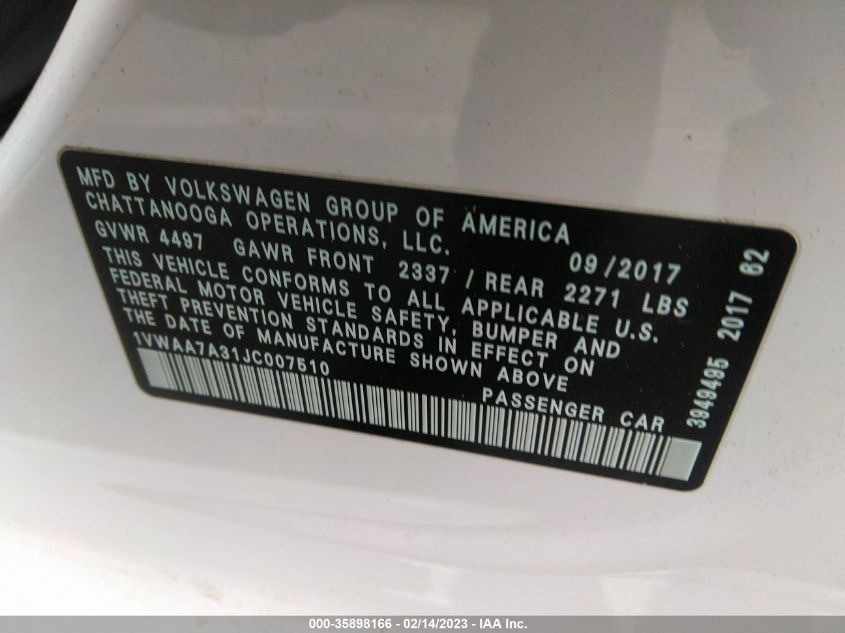 MFD BY VOLKSWAGEN GROUP OF AMERICA
CHATTANOOGA OPERATIONS, LLC.
09/2017
GVWR 4497 GAWR FRONT 2337 / REAR 2271 LBS
THIS VEHICLE CONFORMS TO ALL APPLICABLE U.S.
FEDERAL MOTOR VEHICLE SAFETY, BUMPER AND
THEFT PREVENTION STANDARDS IN EFFECT ON
THE DATE OF MANUFACTURE SHOWN ABOVE
1VWAA7A31JC007510
PASSENGER CAR
3949495 2017 62
000-35898166 - 02/14/2023 - IAA Inc.